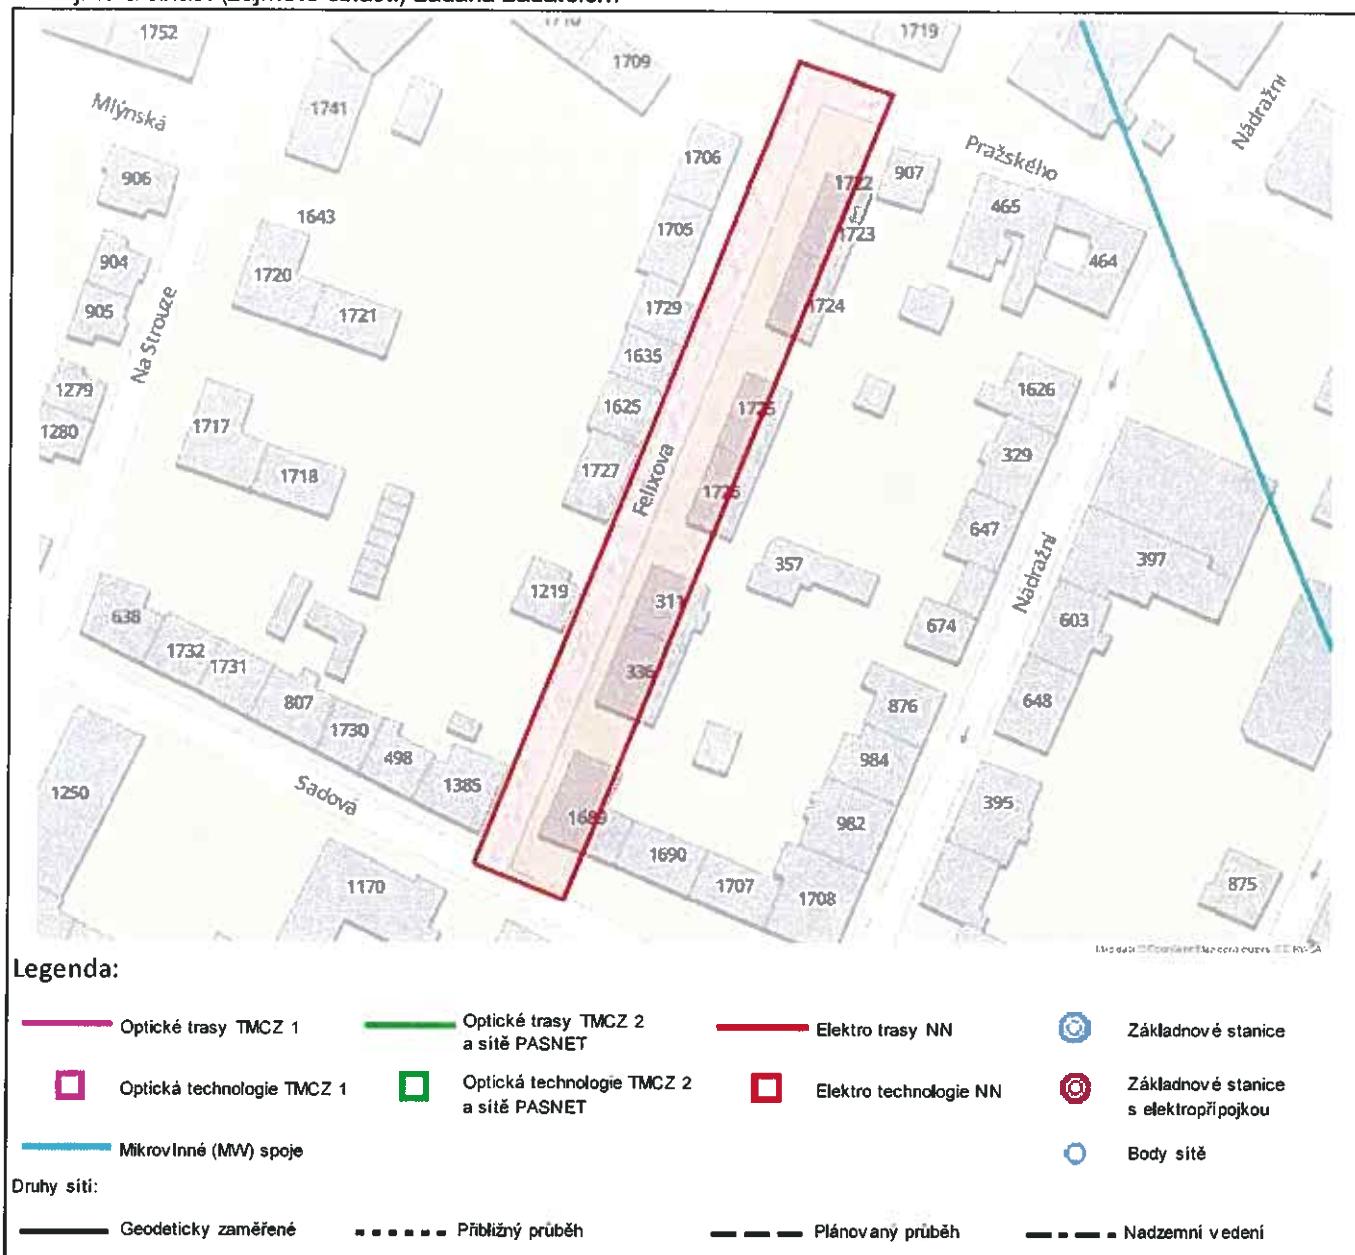 1752
1710
1709
1719
Mlýnská
1741
Nádražní
906
1706
907
Pražského
1722
465
1643
1705
1723
904
1720
464
905
1721
1729
1724
Na Strouze
1635
1279
1625
1725
1626
1280
1717
1727
1718
Felixova
1726
329
647
397
357
1219
311
638
674
Nádražní
603
1732
1731
336
807
1730
876
648
498
984
1385
Sadová
1250
1689
982
395
1690
1170
1707
1708
875
Legenda:
Optické trasy TMCZ 1
Optické trasy TMCZ 2
a sítě PASNET
Elektro trasy NN
Základnové stanice
Optická technologie TMCZ 1
Optická technologie TMCZ 2
a sítě PASNET
Elektro technologie NN
Základnové stanice
s elektropřípojkou
Mikrovlnné (MW) spoje
Body sítě
Druhy sítí:
Geodeticky zaměřené
Přibližný průběh
Plánovaný průběh
Nadzemní vedení